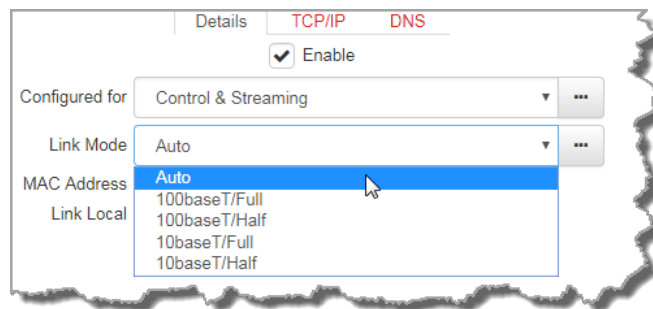 Details TCP/IP DNS
Enable
Configured for Control & Streaming
Link Mode Auto
MAC Address Auto
100baseT/Full
Link Local 100baseT/Half
10baseT/Full
10baseT/Half